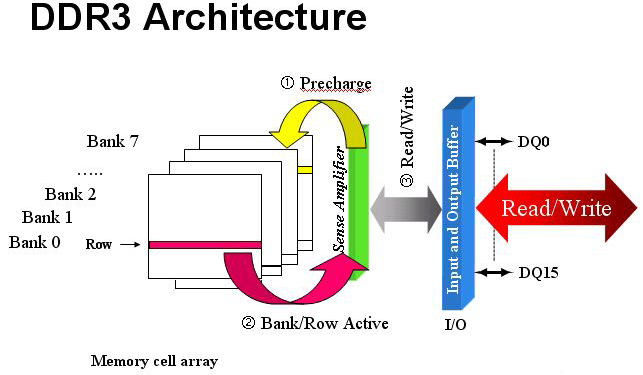 DDR3 Architecture
① Precharge
Bank 7
.....
Bank 2
Bank 1
Bank 0
Row
Sense Amplifier
③ Read/Write
Input and Output Buffer
DQ0
Read/Write
DQ15
② Bank/Row Active
I/O
Memory cell array